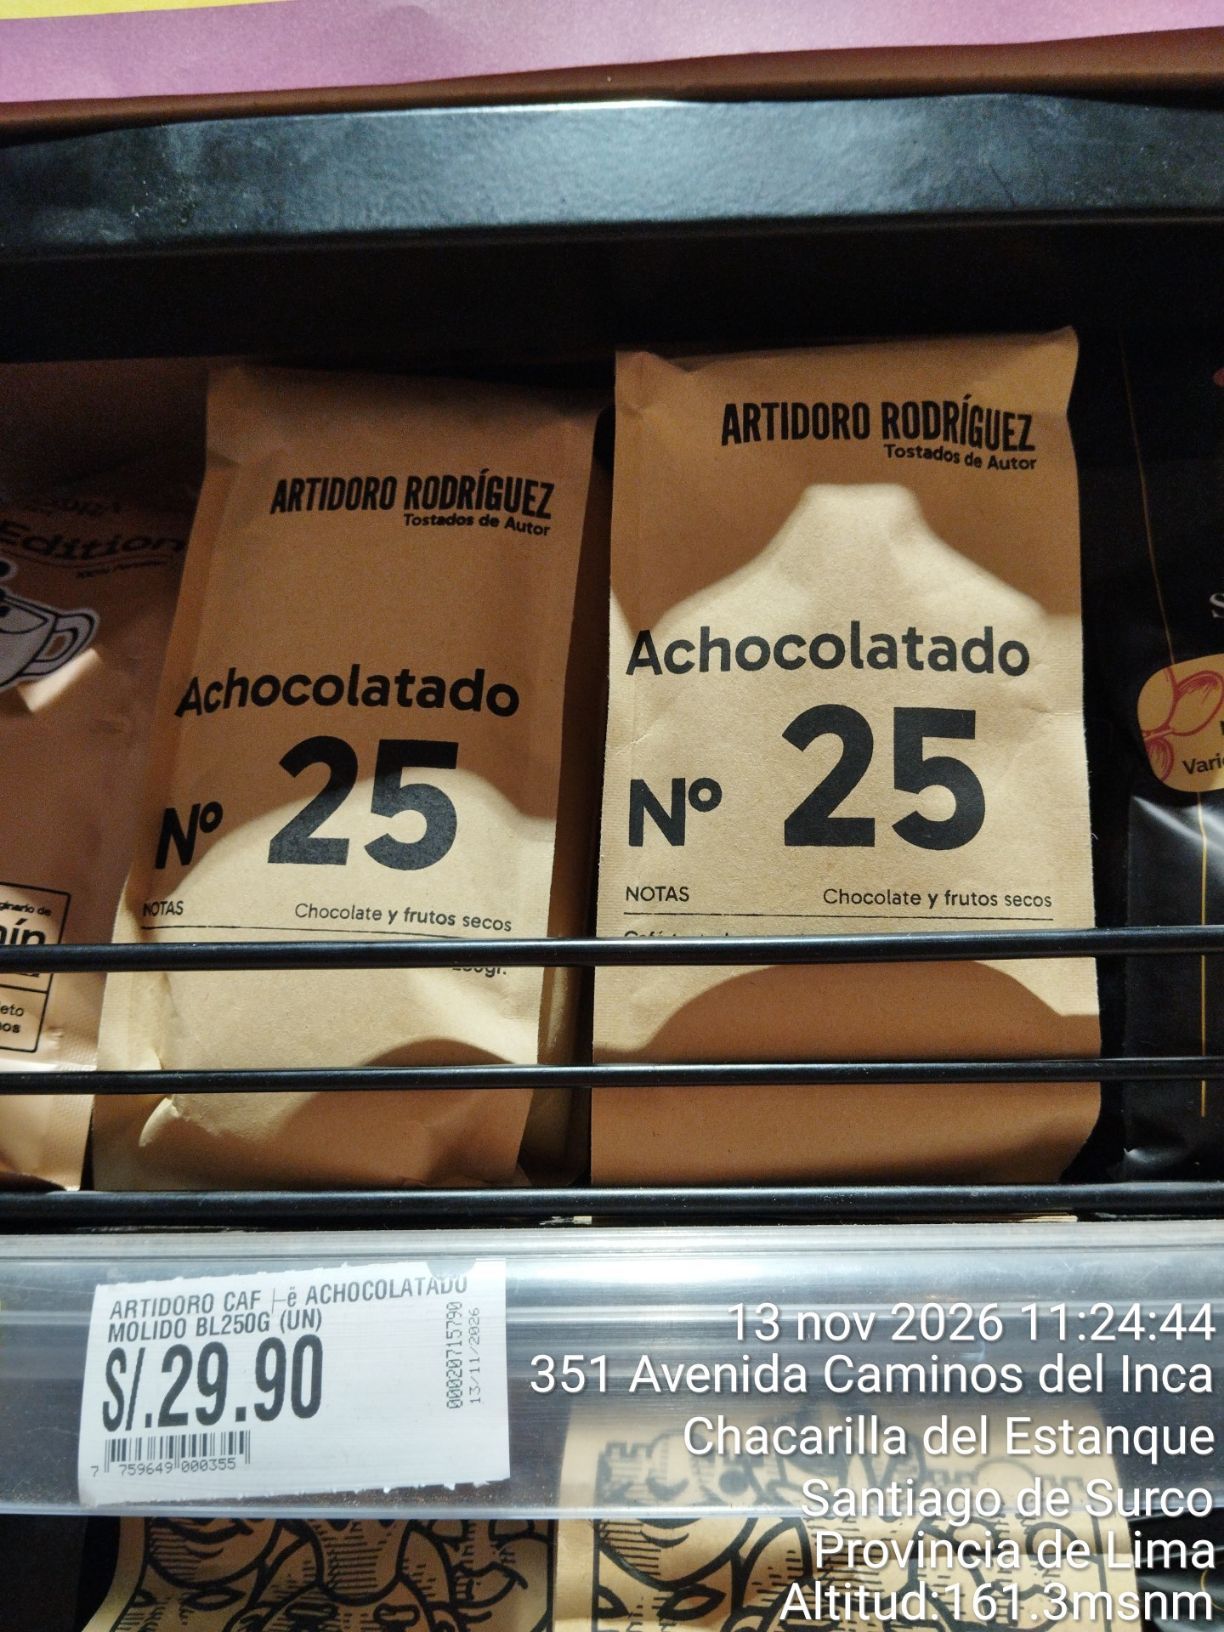 Edition
ARTIDORO RODRÍGUEZ
Tostados de Autor
Achocolatado
Nº 25
NOTAS Chocolate y frutos secos
250gr.
ARTIDORO RODRÍGUEZ
Tostados de Autor
Achocolatado
Nº 25
NOTAS Chocolate y frutos secos
Vari
ARTIDORO CAF├ë ACHOCOLATADO
MOLIDO BL250G (UN)
S/.29.90
00020715790
13/11/2026
7 759649 000355
13 nov 2026 11:24:44
351 Avenida Caminos del Inca
Chacarilla del Estanque
Santiago de Surco
Provincia de Lima
Altitud:161.3msnm